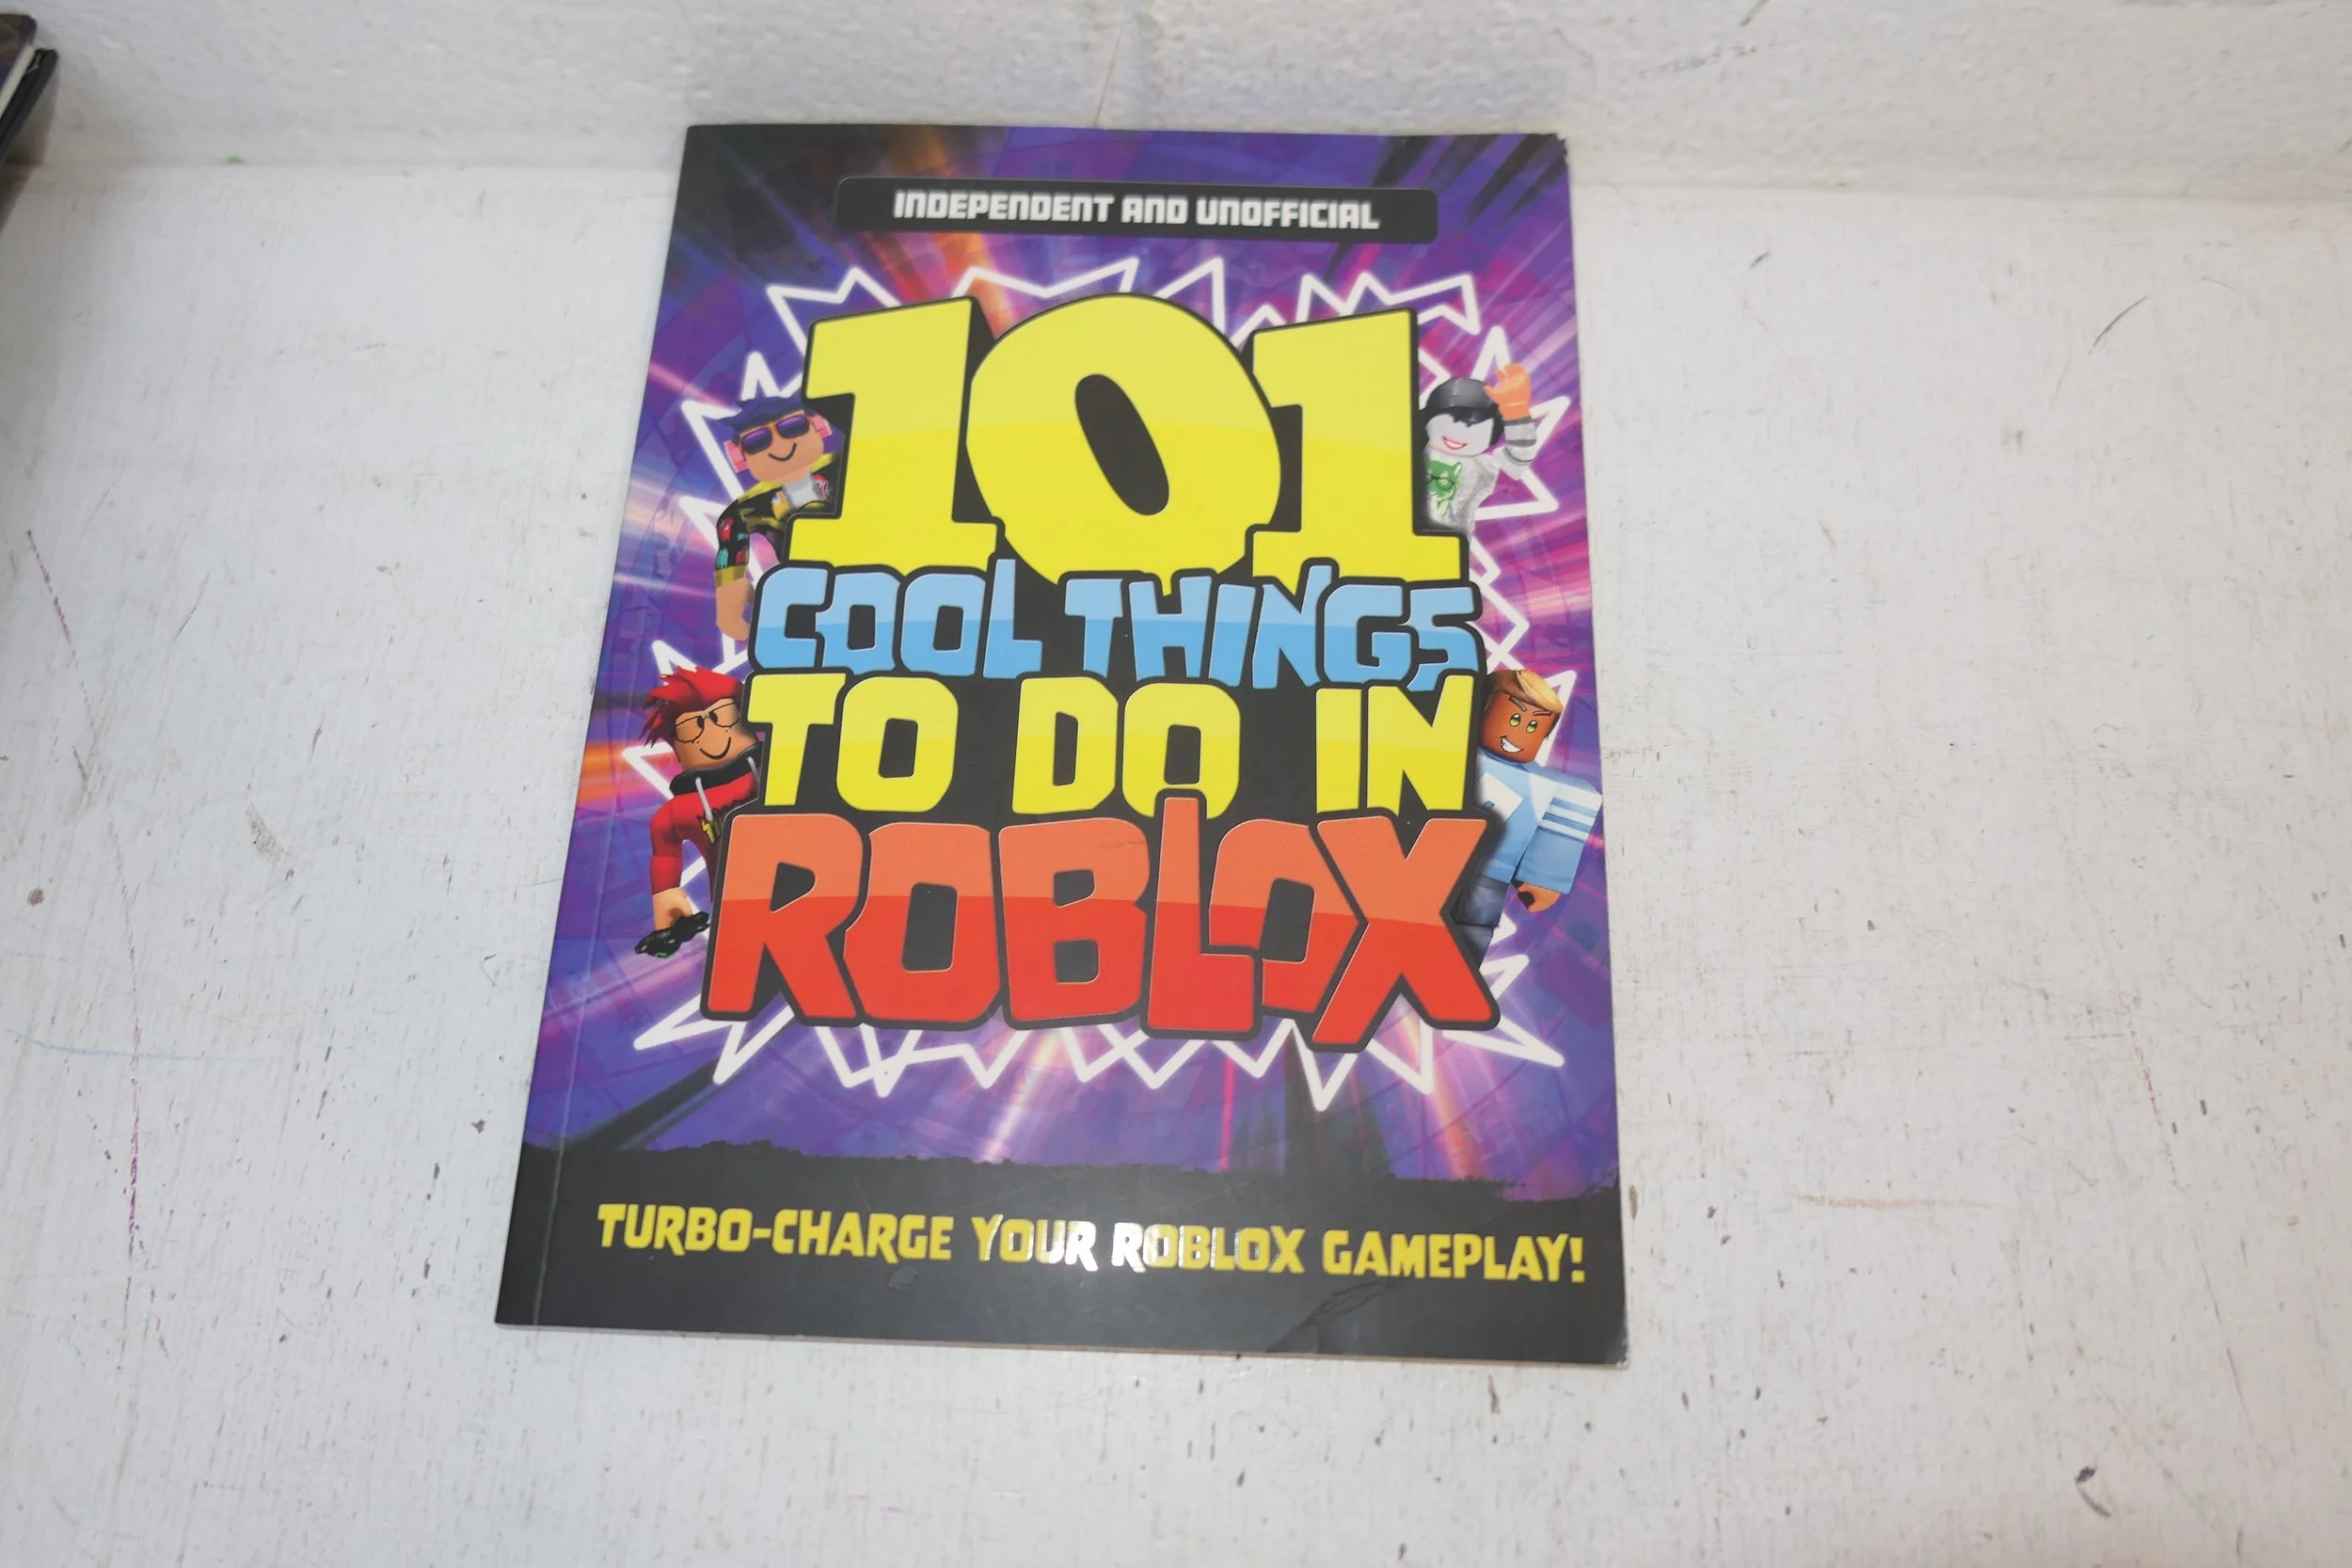 INDEPENDENT AND UNOFFICIAL
101
COOL THINGS
TO DO IN
ROBLOX
TURBO-CHARGE YOUR ROBLOX GAMEPLAY!